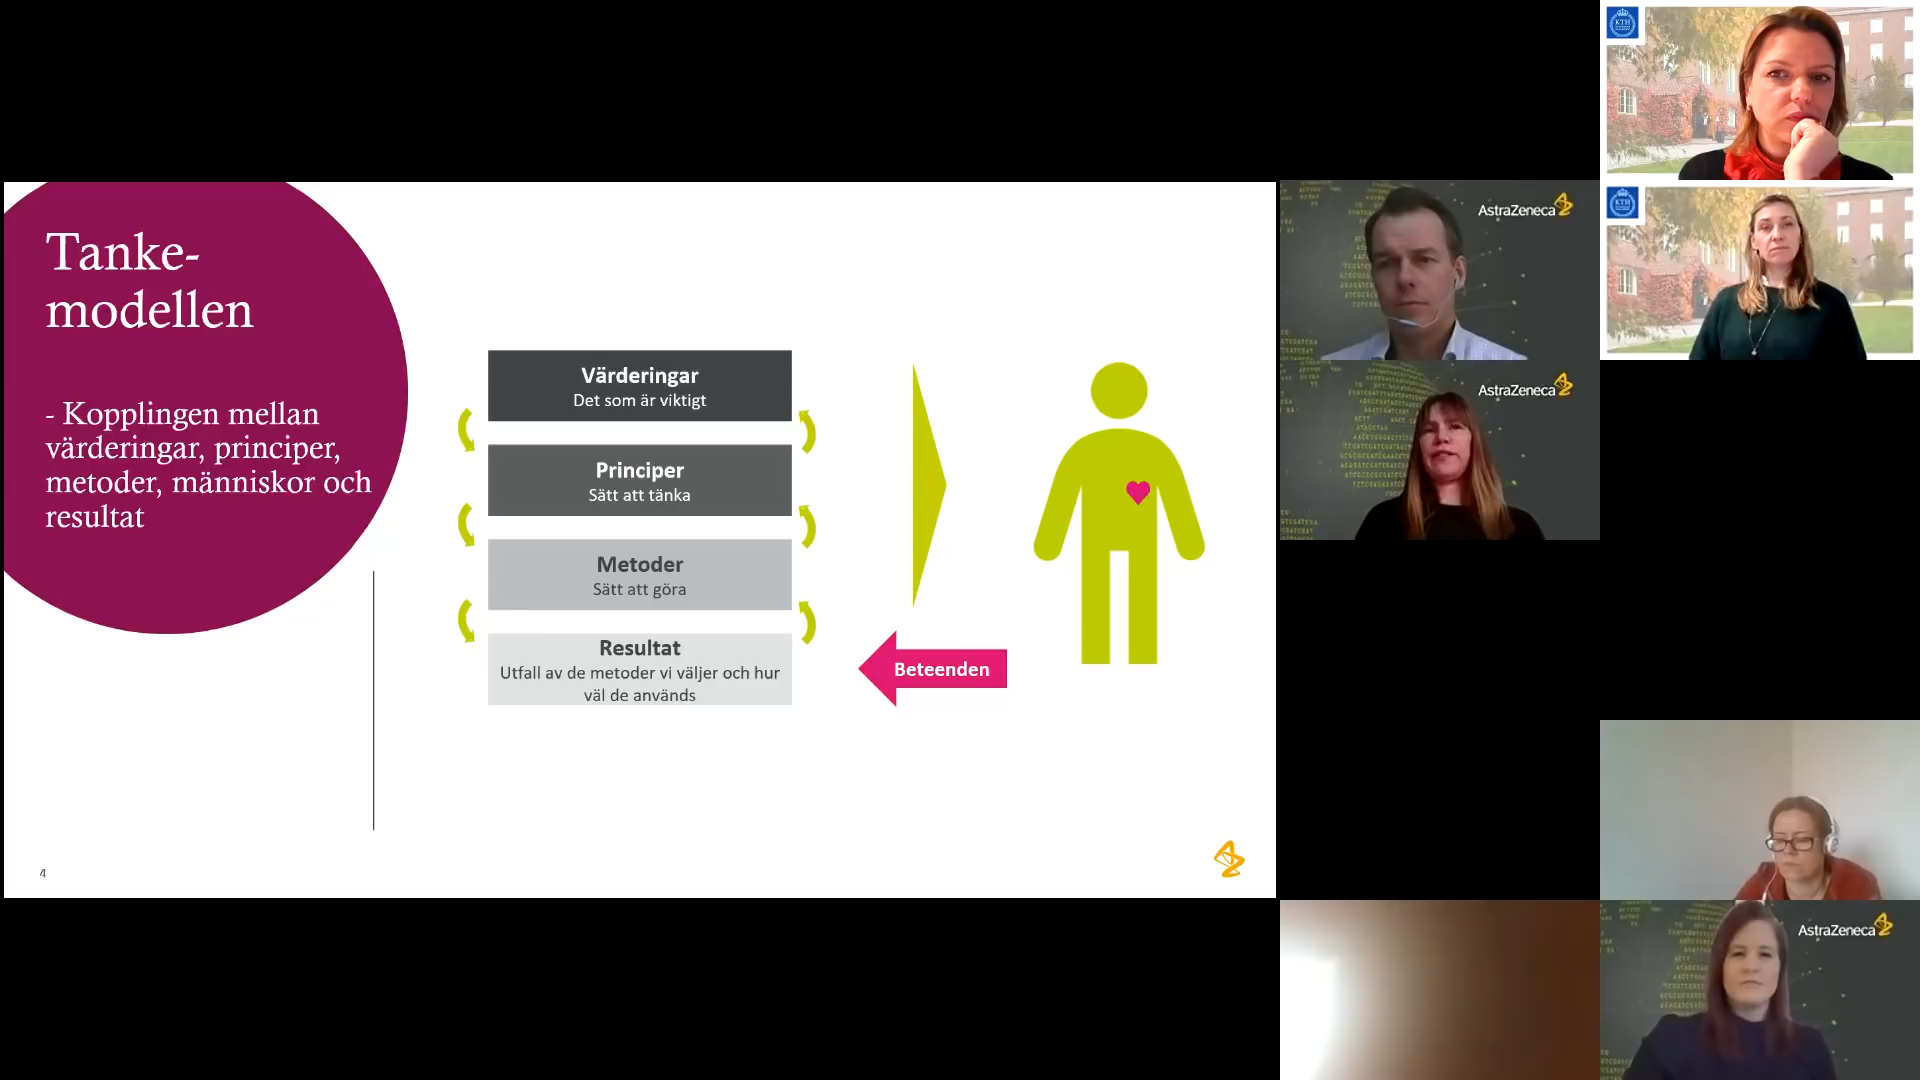 Tanke-
modellen
- Kopplingen mellan
värderingar, principer,
metoder, människor och
resultat
Värderingar
Det som är viktigt
Principer
Sätt att tänka
Metoder
Sätt att göra
Resultat
Utfall av de metoder vi väljer och hur
väl de används
Beteenden
4
KTH
KTH
AstraZeneca
AstraZeneca
AstraZeneca